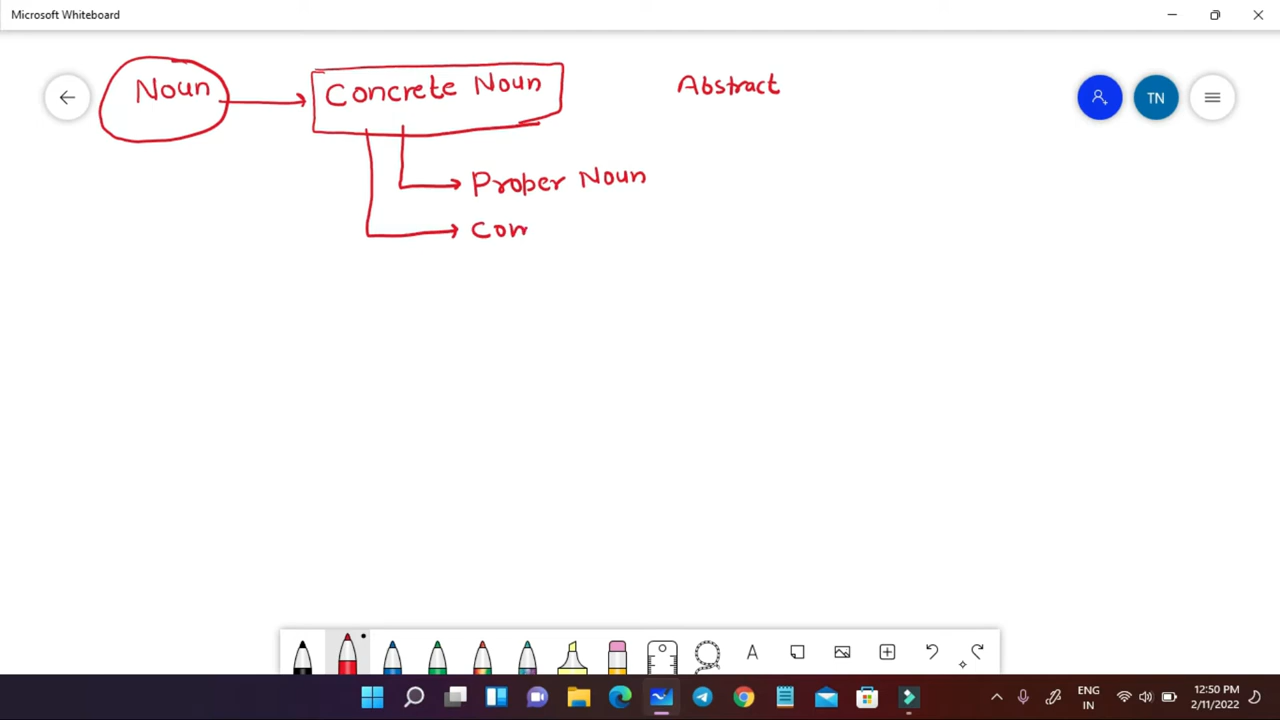 Microsoft Whiteboard
Noun
Concrete Noun
Abstract
TN
Proper Noun
Com
A
ENG
IN
12:50 PM
2/11/2022